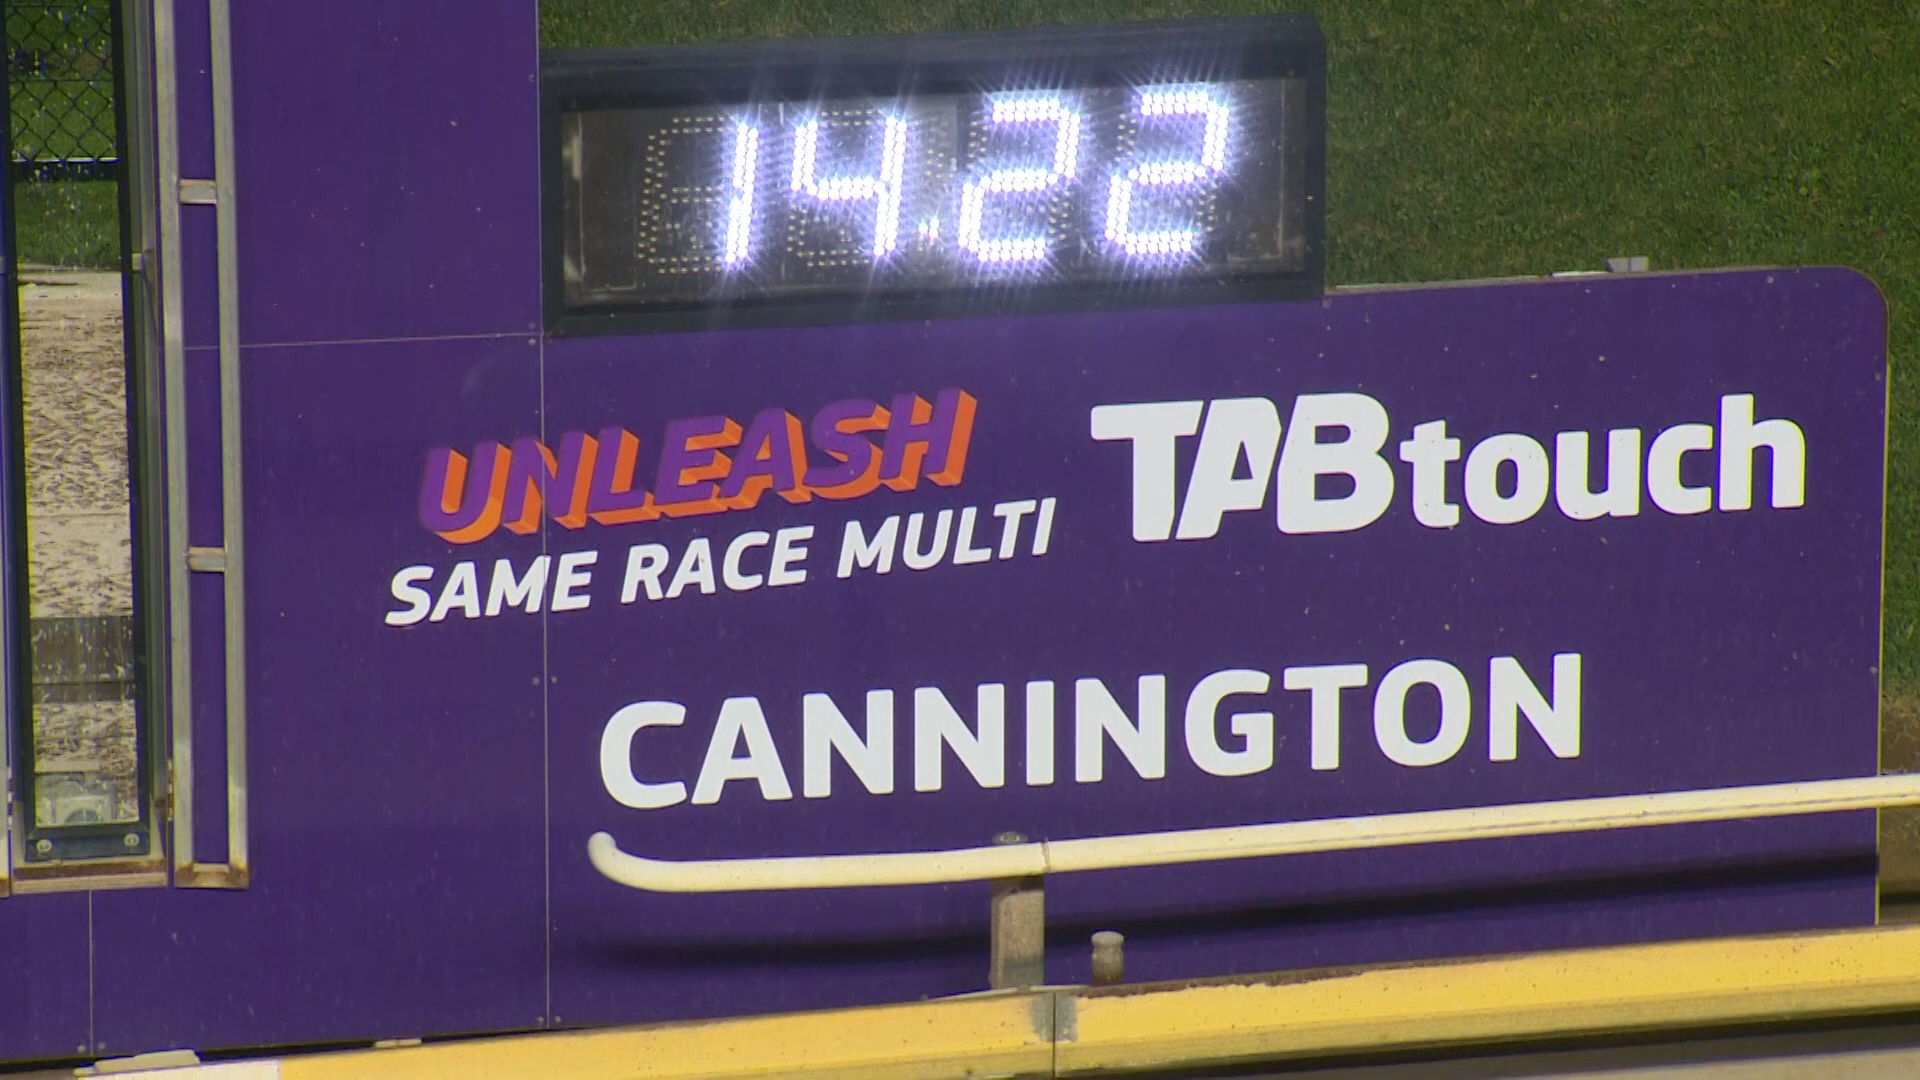 14.22
UNLEASH
SAME RACE MULTI
TABtouch
CANNINGTON